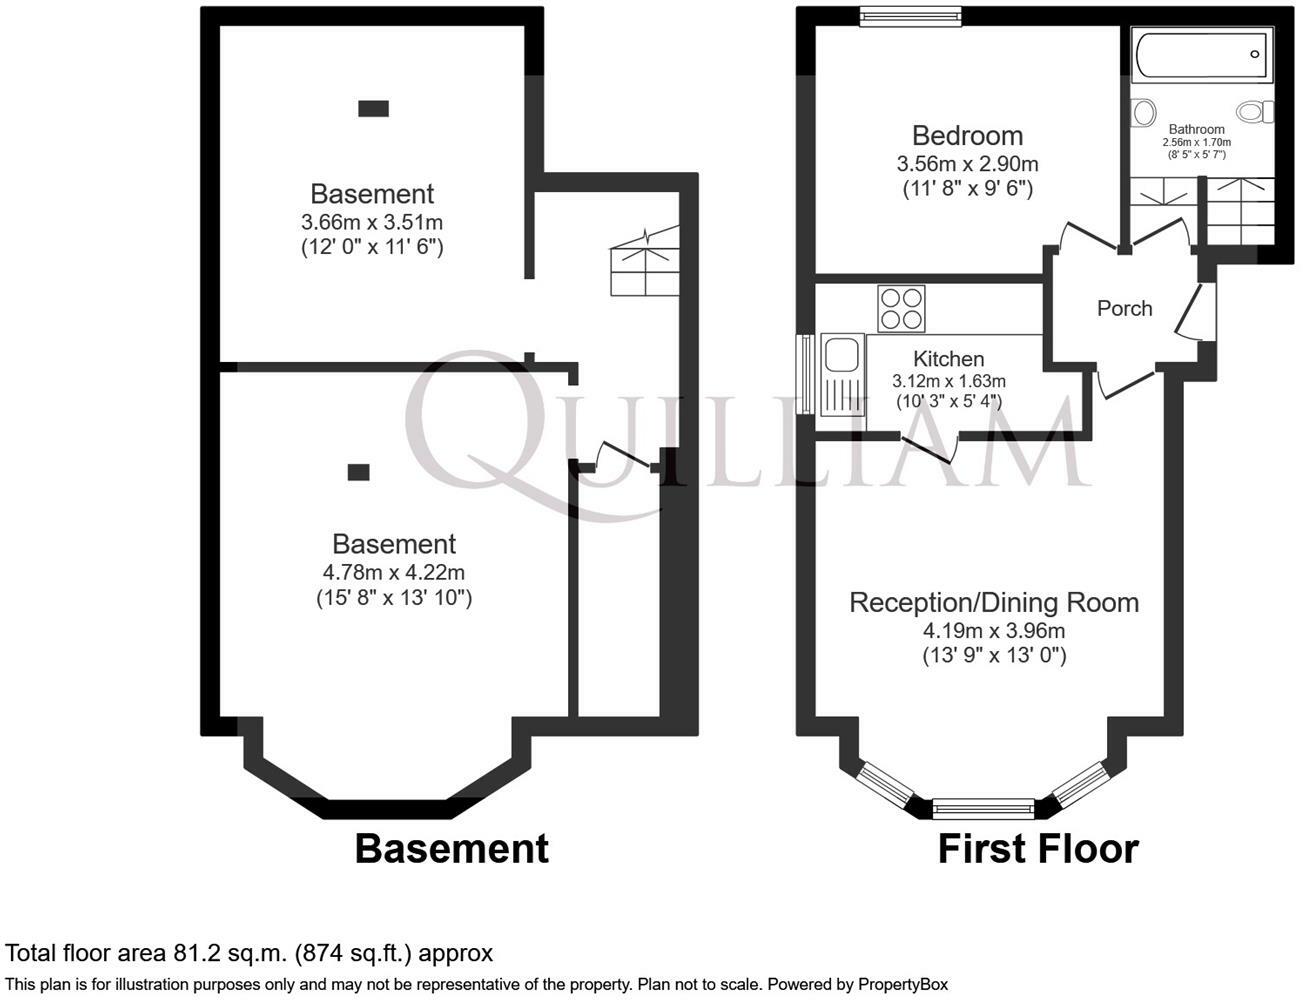 Basement
3.66m x 3.51m
(12' 0" x 11' 6")
Basement
4.78m x 4.22m
(15' 8" x 13' 10")
Bedroom
3.56m x 2.90m
(11' 8" x 9' 6")
Bathroom
2.56m x 1.70m
(8' 5" x 5' 7")
Porch
Kitchen
3.12m x 1.63m
(10' 3" x 5' 4")
QUILLIAM
Reception/Dining Room
4.19m x 3.96m
(13' 9" x 13' 0")
Basement
First Floor
Total floor area 81.2 sq.m. (874 sq.ft.) approx
This plan is for illustration purposes only and may not be representative of the property. Plan not to scale. Powered by PropertyBox